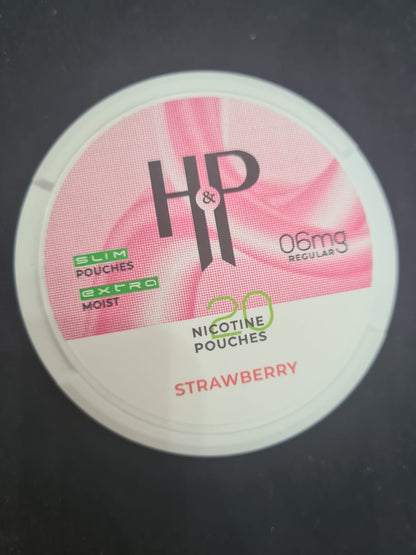 H&P
SLIM
POUCHES
extra
MOIST
06mg
REGULAR
20
NICOTINE
POUCHES
STRAWBERRY